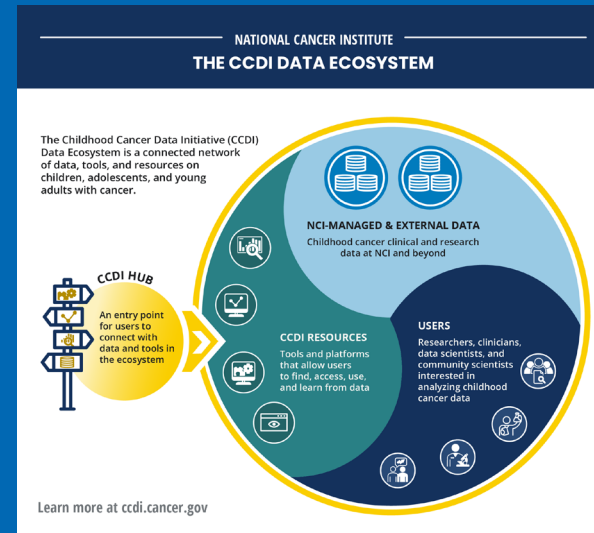 NATIONAL CANCER INSTITUTE
THE CCDI DATA ECOSYSTEM
The Childhood Cancer Data Initiative (CCDI)
Data Ecosystem is a connected network
of data, tools, and resources on
children, adolescents, and young
adults with cancer.
NCI-MANAGED & EXTERNAL DATA
Childhood cancer clinical and research
data at NCI and beyond
CCDI HUB
An entry point
for users to
connect with
data and tools in
the ecosystem
CCDI RESOURCES
Tools and platforms
that allow users
to find, access, use,
and learn from data
USERS
Researchers, clinicians,
data scientists, and
community scientists
interested in
analyzing childhood
cancer data
Learn more at ccdi.cancer.gov